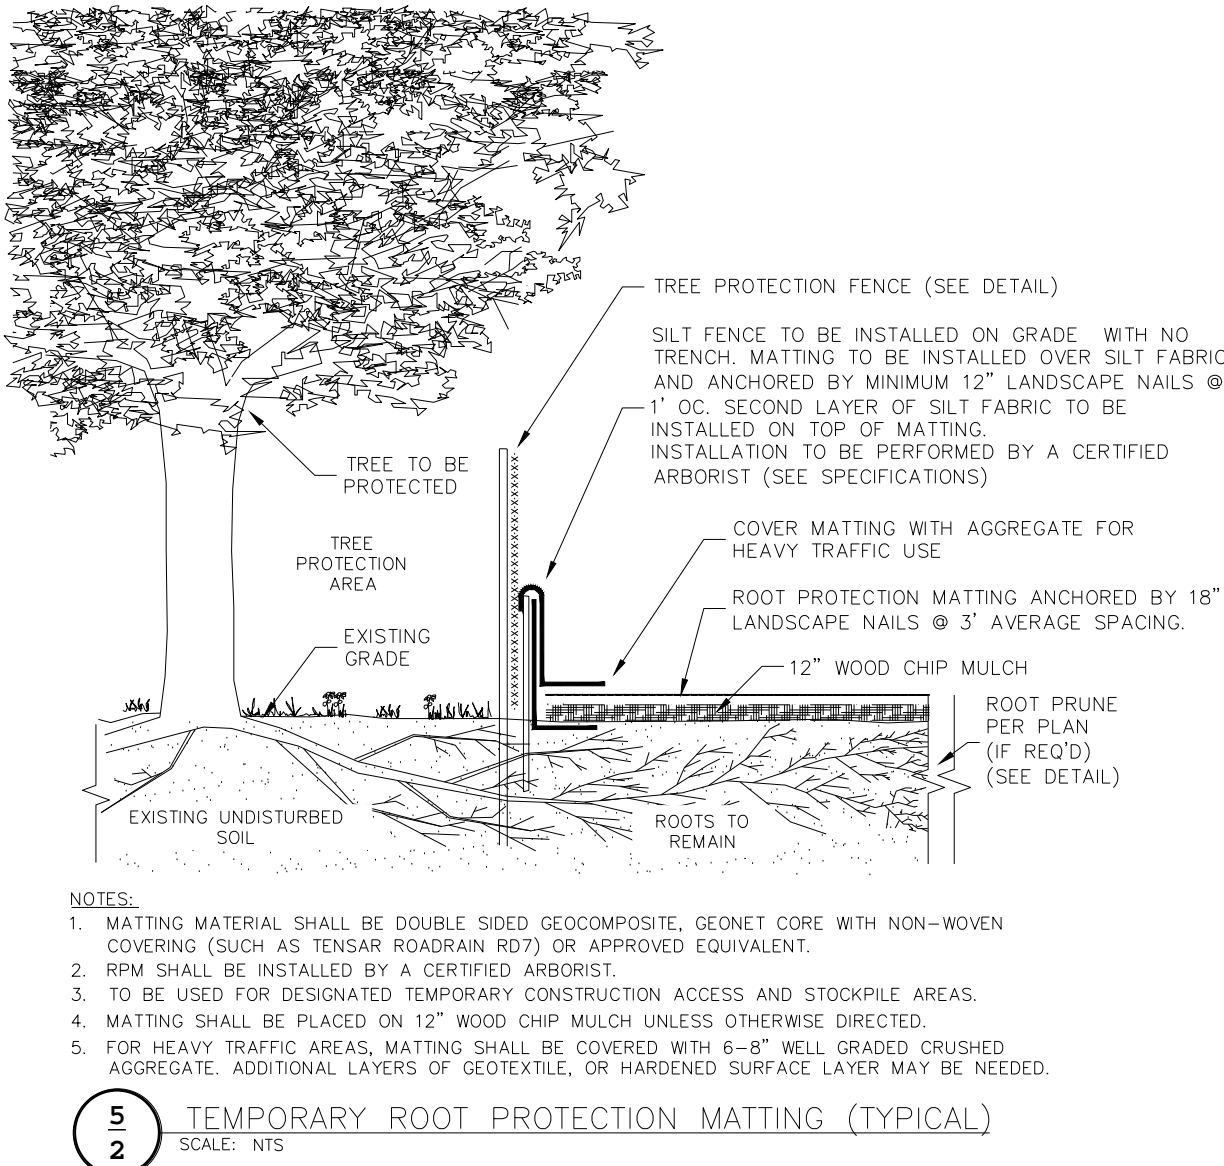 TREE PROTECTION FENCE (SEE DETAIL)
SILT FENCE TO BE INSTALLED ON GRADE WITH NO
TRENCH. MATTING TO BE INSTALLED OVER SILT FABRIC
AND ANCHORED BY MINIMUM 12” LANDSCAPE NAILS @
1’ OC. SECOND LAYER OF SILT FABRIC TO BE
INSTALLED ON TOP OF MATTING.
INSTALLATION TO BE PERFORMED BY A CERTIFIED
ARBORIST (SEE SPECIFICATIONS)
TREE TO BE
PROTECTED
TREE
PROTECTION
AREA
COVER MATTING WITH AGGREGATE FOR
HEAVY TRAFFIC USE
ROOT PROTECTION MATTING ANCHORED BY 18”
LANDSCAPE NAILS @ 3’ AVERAGE SPACING.
EXISTING
GRADE
12” WOOD CHIP MULCH
ROOT PRUNE
PER PLAN
(IF REQ’D)
(SEE DETAIL)
EXISTING UNDISTURBED
SOIL
ROOTS TO
REMAIN
NOTES:
1. MATTING MATERIAL SHALL BE DOUBLE SIDED GEOCOMPOSITE, GEONET CORE WITH NON–WOVEN
COVERING (SUCH AS TENSAR ROADRAIN RD7) OR APPROVED EQUIVALENT.
2. RPM SHALL BE INSTALLED BY A CERTIFIED ARBORIST.
3. TO BE USED FOR DESIGNATED TEMPORARY CONSTRUCTION ACCESS AND STOCKPILE AREAS.
4. MATTING SHALL BE PLACED ON 12” WOOD CHIP MULCH UNLESS OTHERWISE DIRECTED.
5. FOR HEAVY TRAFFIC AREAS, MATTING SHALL BE COVERED WITH 6–8” WELL GRADED CRUSHED
AGGREGATE. ADDITIONAL LAYERS OF GEOTEXTILE, OR HARDENED SURFACE LAYER MAY BE NEEDED.
5
2
TEMPORARY ROOT PROTECTION MATTING (TYPICAL)
SCALE: NTS